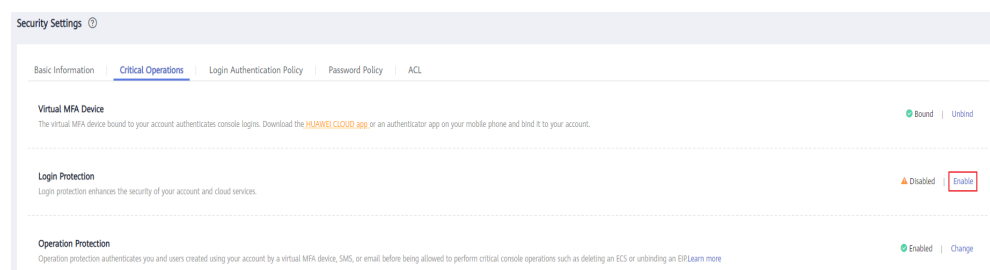 Security Settings ?
Basic Information | Critical Operations | Login Authentication Policy | Password Policy | ACL
Virtual MFA Device
The virtual MFA device bound to your account authenticates console logins. Download the HUAWEI CLOUD app or an authenticator app on your mobile phone and bind it to your account.
Bound | Unbind
Login Protection
Login protection enhances the security of your account and cloud services.
Disabled | Enable
Operation Protection
Operation protection authenticates you and users created using your account by a virtual MFA device, SMS, or email before being allowed to perform critical console operations such as deleting an ECS or unbinding an EIP.Learn more
Enabled | Change